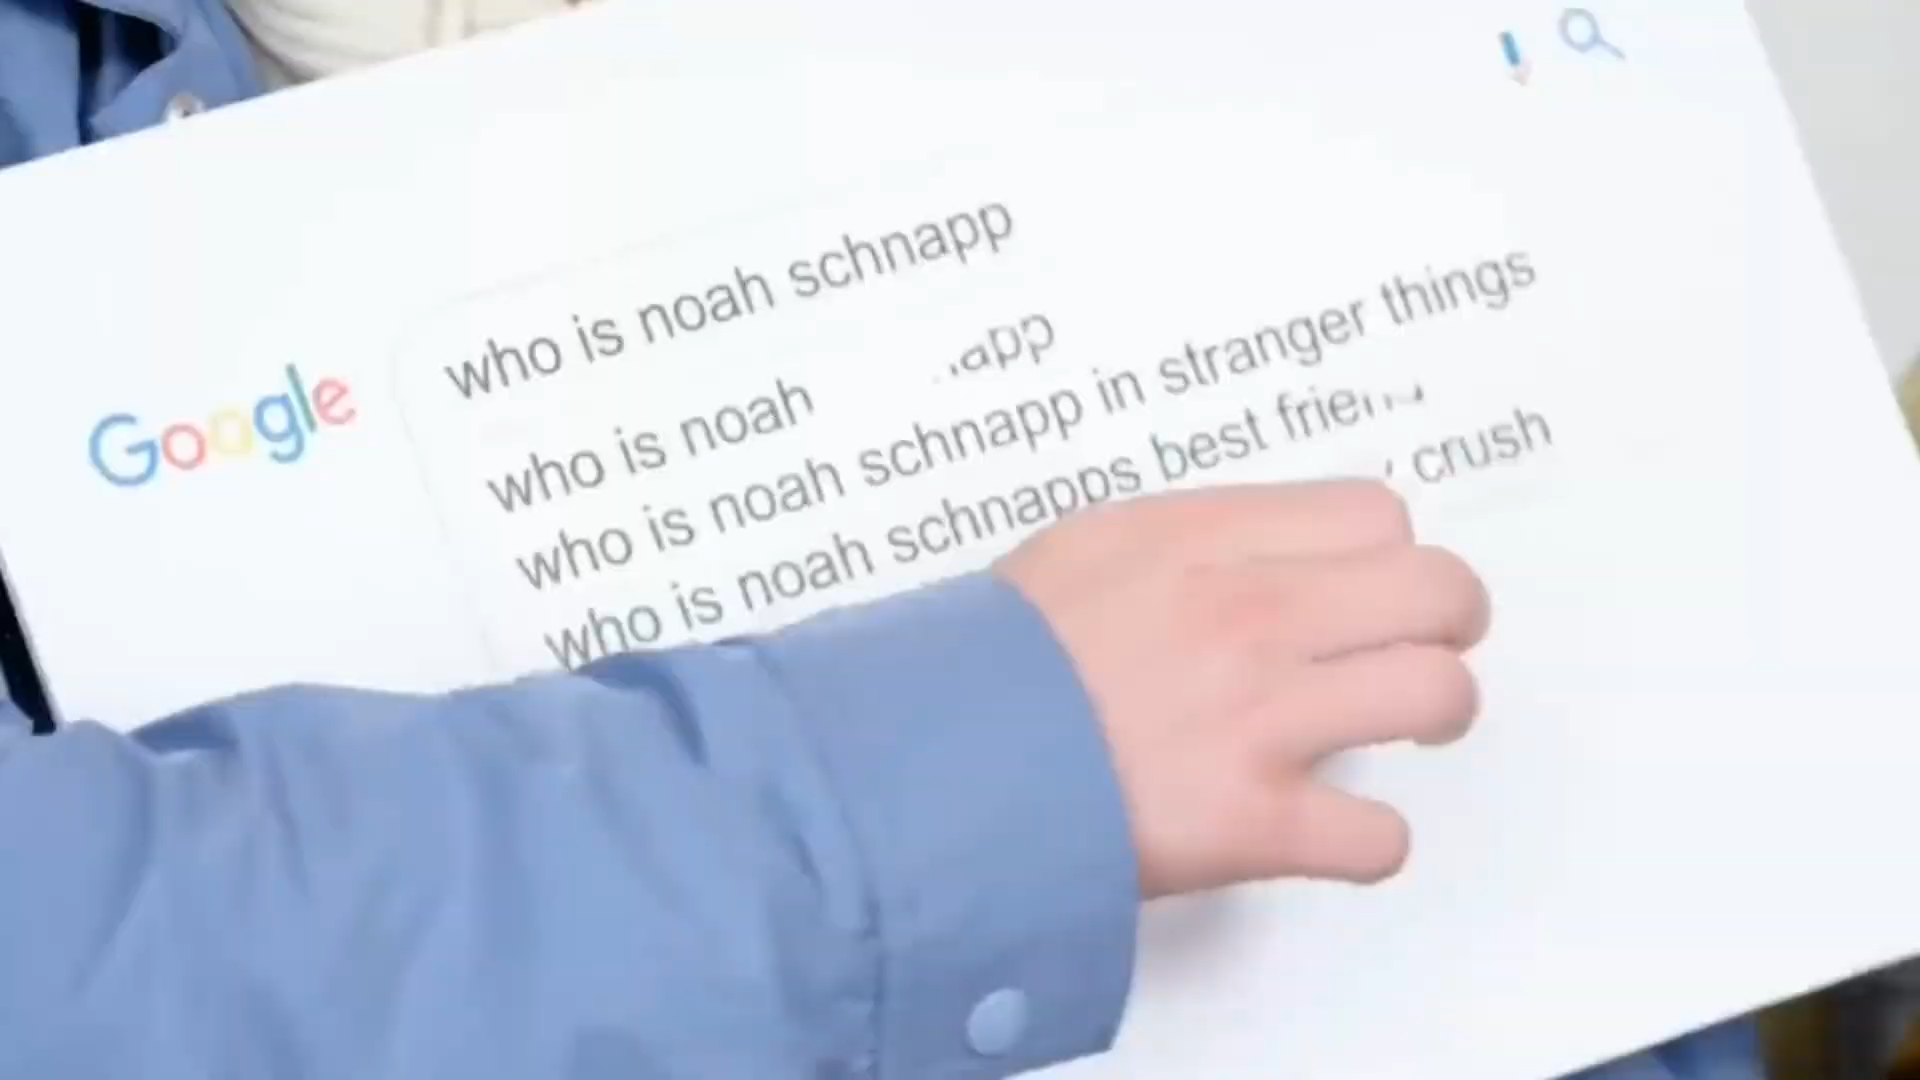 Google
who is noah schnapp
who is noah
who is noah schnapp in stranger things
who is noah schnapps best
crush